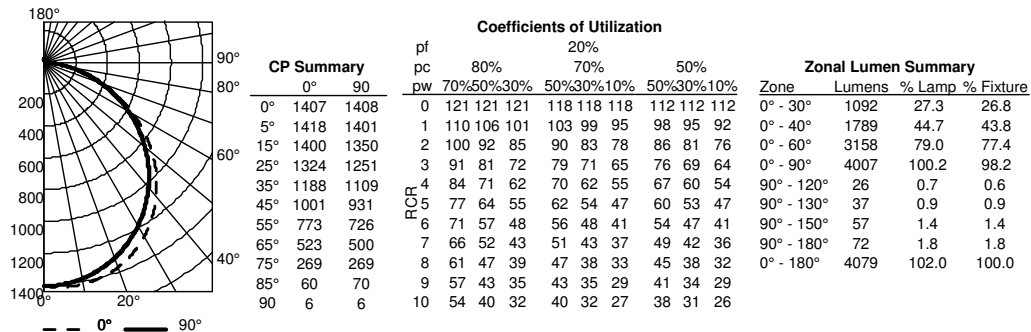 180°
90°
80°
60°
40°
20°
0°
200
400
600
800
1000
1200
1400
0° 90°
CP Summary
0° 90
0° 1407 1408
5° 1418 1401
15° 1400 1350
25° 1324 1251
35° 1188 1109
45° 1001 931
55° 773 726
65° 523 500
75° 269 269
85° 60 70
90 6 6
Coefficients of Utilization
pf 20%
pc 80% 70% 50%
pw 70%50%30% 50%30%10% 50%30%10%
RCR
0 121 121 121 118 118 118 112 112 112
1 110 106 101 103 99 95 98 95 92
2 100 92 85 90 83 78 86 81 76
3 91 81 72 79 71 65 76 69 64
4 84 71 62 70 62 55 67 60 54
5 77 64 55 62 54 47 60 53 47
6 71 57 48 56 48 41 54 47 41
7 66 52 43 51 43 37 49 42 36
8 61 47 39 47 38 33 45 38 32
9 57 43 35 43 35 29 41 34 29
10 54 40 32 40 32 27 38 31 26
Zonal Lumen Summary
Zone Lumens % Lamp % Fixture
0° - 30° 1092 27.3 26.8
0° - 40° 1789 44.7 43.8
0° - 60° 3158 79.0 77.4
0° - 90° 4007 100.2 98.2
90° - 120° 26 0.7 0.6
90° - 130° 37 0.9 0.9
90° - 150° 57 1.4 1.4
90° - 180° 72 1.8 1.8
0° - 180° 4079 102.0 100.0